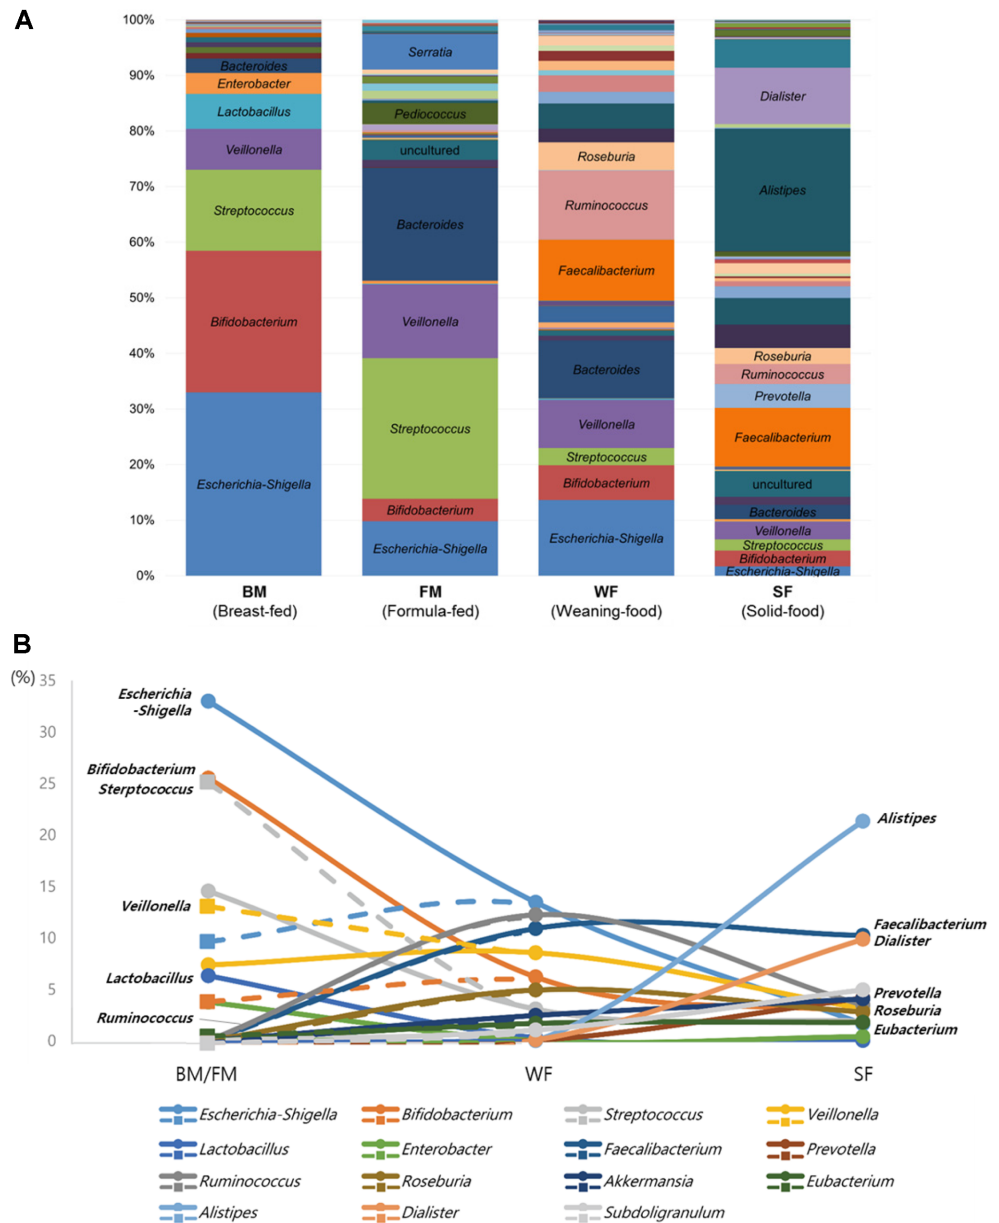 A
100%
90%
80%
70%
60%
50%
40%
30%
20%
10%
0%
Bacteroides
Enterobacter
Lactobacillus
Veillonella
Streptococcus
Bifidobacterium
Escherichia-Shigella
BM
(Breast-fed)
Serratia
Pediococcus
uncultured
Bacteroides
Veillonella
Streptococcus
Bifidobacterium
Escherichia-Shigella
FM
(Formula-fed)
Roseburia
Ruminococcus
Faecalibacterium
Bacteroides
Veillonella
Streptococcus
Bifidobacterium
Escherichia-Shigella
WF
(Weaning-food)
Dialister
Alistipes
Roseburia
Ruminococcus
Prevotella
Faecalibacterium
uncultured
Bacteroides
Veillonella
Streptococcus
Bifidobacterium
Escherichia-Shigella
SF
(Solid-food)
B
(%)
35
30
25
20
15
10
5
0
Escherichia
-Shigella
Bifidobacterium
Sterptococcus
Veillonella
Lactobacillus
Ruminococcus
Alistipes
Faecalibacterium
Dialister
Prevotella
Roseburia
Eubacterium
BM/FM
WF
SF
Escherichia-Shigella
Bifidobacterium
Streptococcus
Veillonella
Lactobacillus
Enterobacter
Faecalibacterium
Prevotella
Ruminococcus
Roseburia
Akkermansia
Eubacterium
Alistipes
Dialister
Subdoligranulum